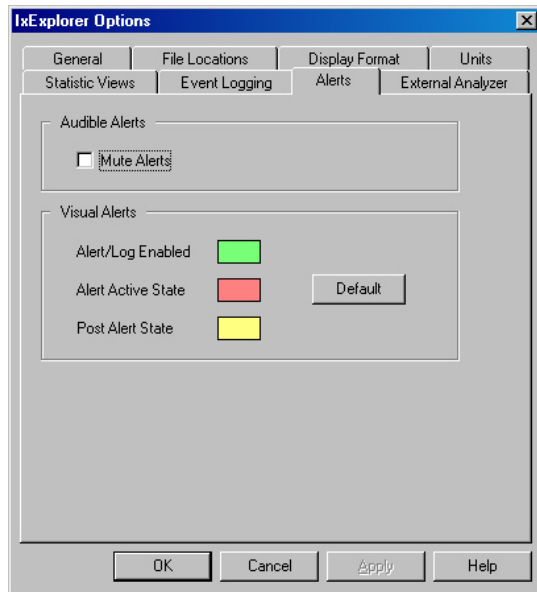 IxExplorer Options
General File Locations Display Format Units
Statistic Views Event Logging Alerts External Analyzer
Audible Alerts
Mute Alerts
Visual Alerts
Alert/Log Enabled
Alert Active State Default
Post Alert State
OK Cancel Apply Help